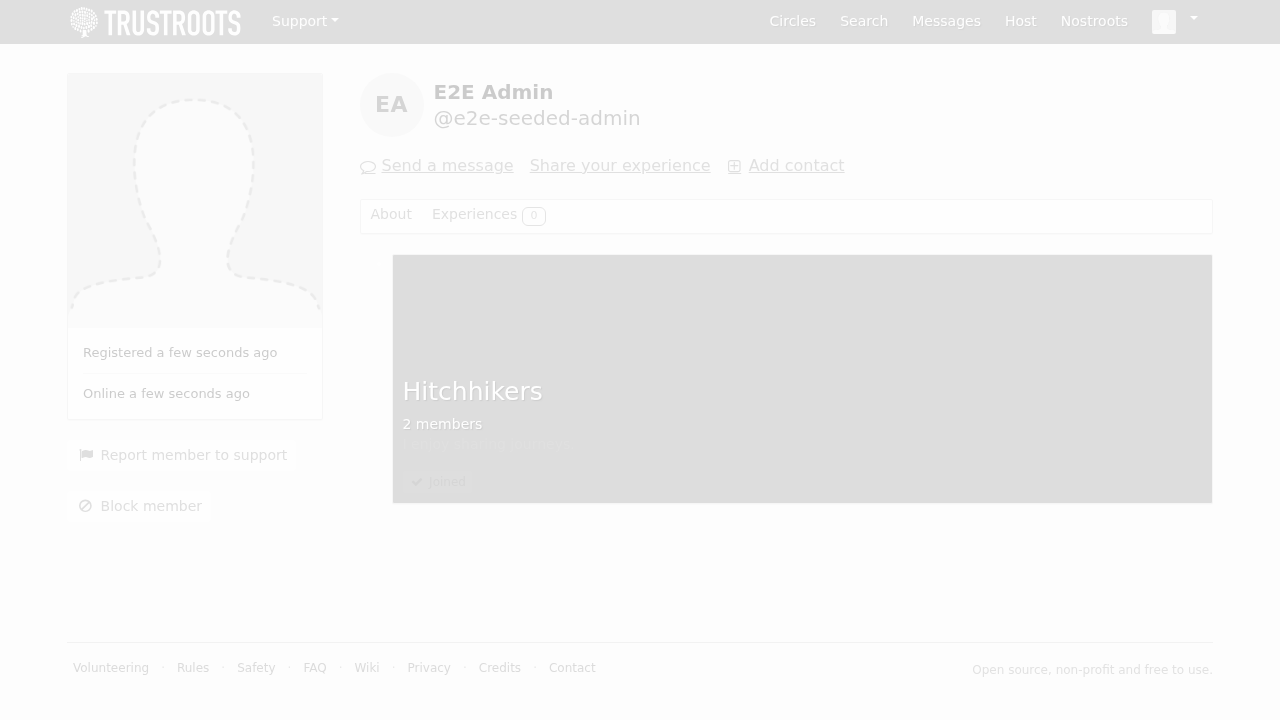 TRUSTROOTS Support Circles Search Messages Host Nostroots
EA
E2E Admin
@e2e-seeded-admin
Send a message Share your experience Add contact
About Experiences 0
Hitchhikers
2 members
Joined
Registered a few seconds ago
Online a few seconds ago
Report member to support
Block member
Volunteering · Rules · Safety · FAQ · Wiki · Privacy · Credits · Contact
Open source, non-profit and free to use.